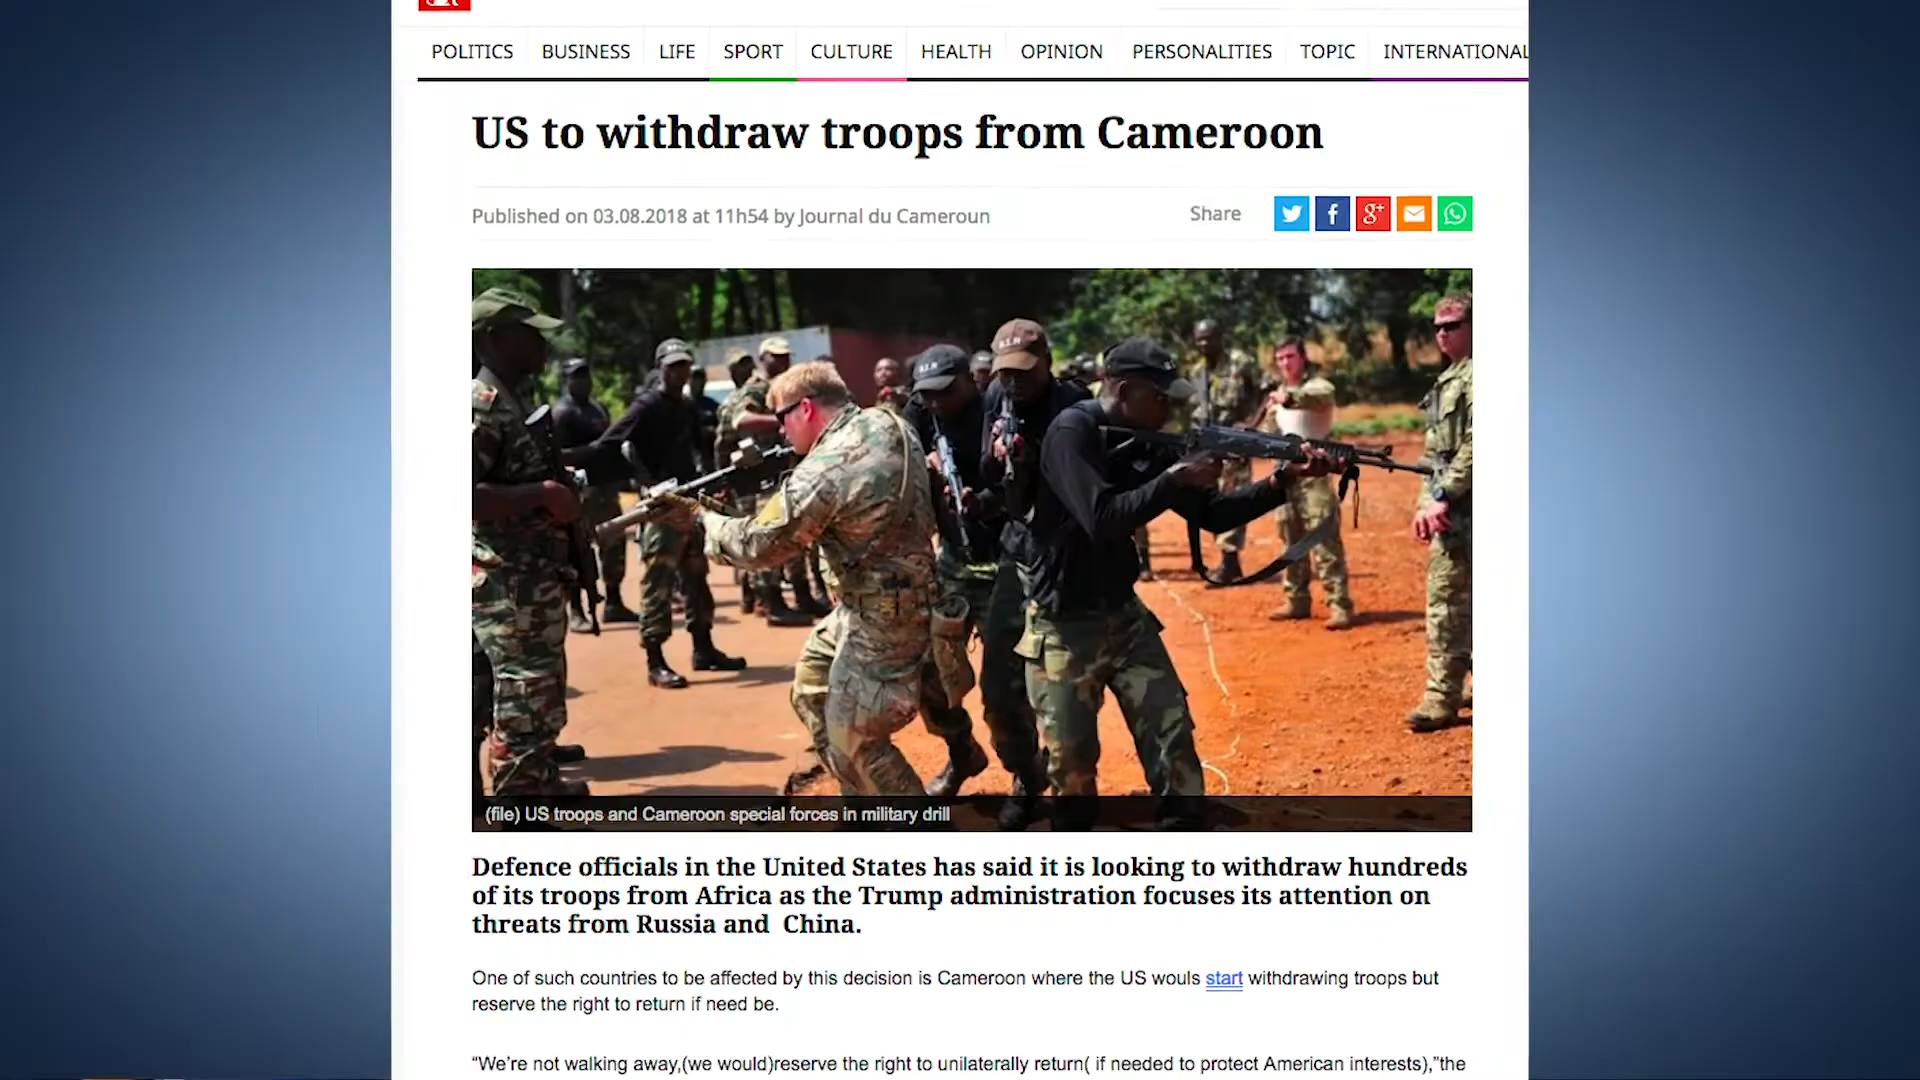 POLITICS BUSINESS LIFE SPORT CULTURE HEALTH OPINION PERSONALITIES TOPIC INTERNATIONAL
US to withdraw troops from Cameroon
Published on 03.08.2018 at 11h54 by Journal du Cameroun
Share
(file) US troops and Cameroon special forces in military drill
Defence officials in the United States has said it is looking to withdraw hundreds
of its troops from Africa as the Trump administration focuses its attention on
threats from Russia and China.
One of such countries to be affected by this decision is Cameroon where the US wouls start withdrawing troops but
reserve the right to return if need be.
“We’re not walking away,(we would)reserve the right to unilaterally return( if needed to protect American interests),”the